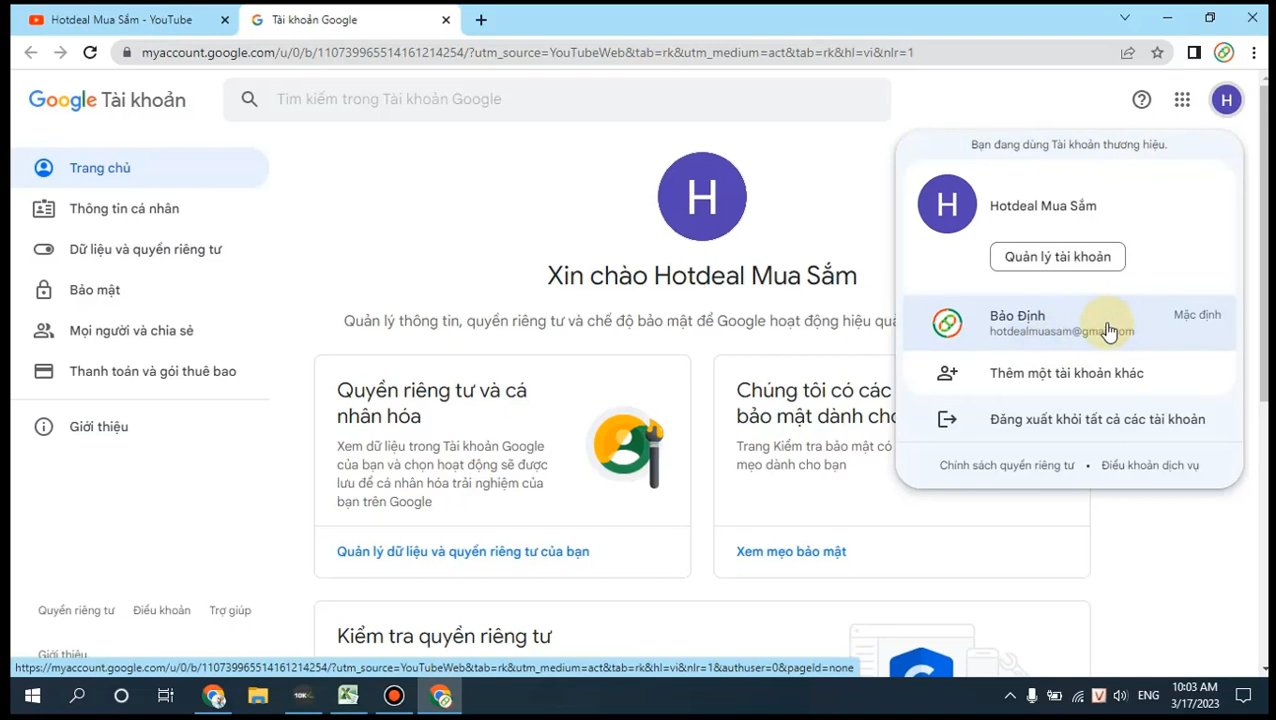 Hotdeal Mua Sắm - YouTube
Tài khoản Google
myaccount.google.com/u/0/b/110739965514161214254/?utm_source=YouTubeWeb&tab=rk&utm_medium=act&tab=rk&hl=vi&nlr=1
Google Tài khoản
Tìm kiếm trong Tài khoản Google
H
Trang chủ
Thông tin cá nhân
Dữ liệu và quyền riêng tư
Bảo mật
Mọi người và chia sẻ
Thanh toán và gói thuê bao
Giới thiệu
H
Xin chào Hotdeal Mua Sắm
Quản lý thông tin, quyền riêng tư và chế độ bảo mật để Google hoạt động hiệu
Quyền riêng tư và cá
nhân hóa
Xem dữ liệu trong Tài khoản Google
của bạn và chọn hoạt động sẽ được
lưu để cá nhân hóa trải nghiệm của
bạn trên Google
Quản lý dữ liệu và quyền riêng tư của bạn
Chúng tôi có các
bảo mật dành cho
Trang Kiểm tra bảo mật có
mẹo dành cho bạn
Xem mẹo bảo mật
Kiểm tra quyền riêng tư
Bạn đang dùng Tài khoản thương hiệu.
H
Hotdeal Mua Sắm
Quản lý tài khoản
Bảo Định
Mặc định
hotdealmuasam@gmail.com
Thêm một tài khoản khác
Đăng xuất khỏi tất cả các tài khoản
Chính sách quyền riêng tư • Điều khoản dịch vụ
Quyền riêng tư Điều khoản Trợ giúp
Giới thiệu
https://myaccount.google.com/u/0/b/110739965514161214254/?utm_source=YouTubeWeb&tab=rk&utm_medium=act&tab=rk&hl=vi&nlr=1&authuser=0&pageId=none
10K
V
ENG
10:03 AM
3/17/2023